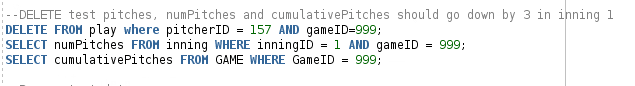 --DELETE test pitches, numPitches and cumulativePitches should go down by 3 in inning 1
DELETE FROM play where pitcherID = 157 AND gameID=999;
SELECT numPitches FROM inning WHERE inningID = 1 AND gameID = 999;
SELECT cumulativePitches FROM GAME WHERE GameID = 999;